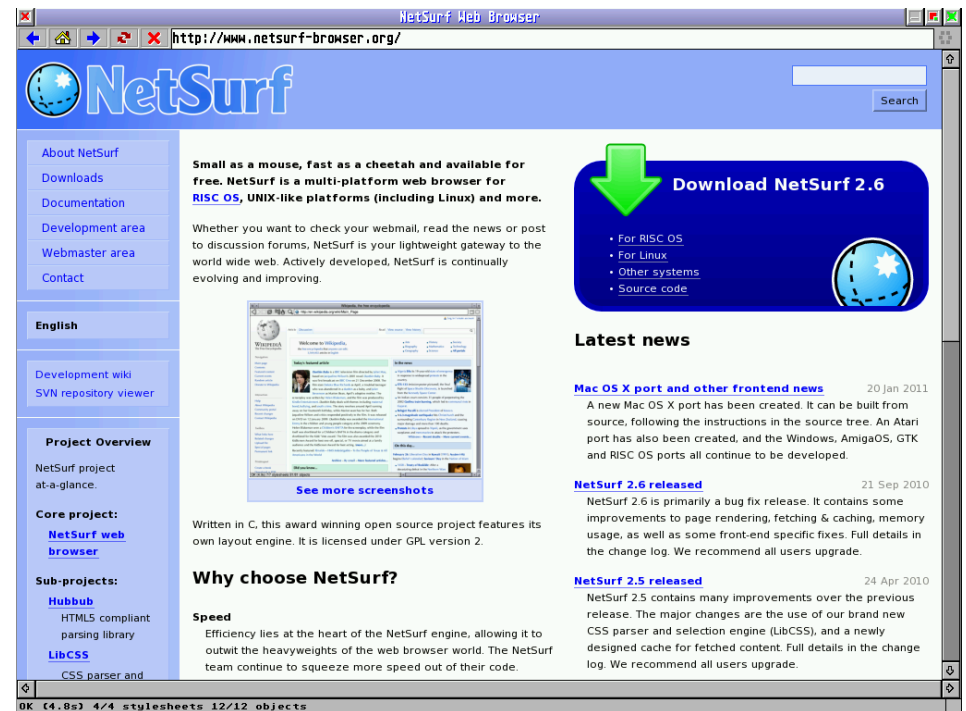 NetSurf Web Browser
http://www.netsurf-browser.org/
NetSurf
Search
About NetSurf
Downloads
Documentation
Development area
Webmaster area
Contact
English
Development wiki
SVN repository viewer
Project Overview
NetSurf project
at-a-glance.
Core project:
NetSurf web
browser
Sub-projects:
Hubbub
HTML5 compliant
parsing library
LibCSS
CSS parser and
Small as a mouse, fast as a cheetah and available for
free. NetSurf is a multi-platform web browser for
RISC OS, UNIX-like platforms (including Linux) and more.
Whether you want to check your webmail, read the news or post
to discussion forums, NetSurf is your lightweight gateway to the
world wide web. Actively developed, NetSurf is continually
evolving and improving.
Welcome to Wikipedia,
See more screenshots
Written in C, this award winning open source project features its
own layout engine. It is licensed under GPL version 2.
Why choose NetSurf?
Speed
Efficiency lies at the heart of the NetSurf engine, allowing it to
outwit the heavyweights of the web browser world. The NetSurf
team continue to squeeze more speed out of their code.
Download NetSurf 2.6
• For RISC OS
• For Linux
• Other systems
• Source code
Latest news
Mac OS X port and other frontend news 20 Jan 2011
A new Mac OS X port has been created. It can be built from
source, following the instructions in the source tree. An Atari
port has also been created, and the Windows, AmigaOS, GTK
and RISC OS ports all continue to be developed.
NetSurf 2.6 released 21 Sep 2010
NetSurf 2.6 is primarily a bug fix release. It contains some
improvements to page rendering, fetching & caching, memory
usage, as well as some front-end specific fixes. Full details in
the change log. We recommend all users upgrade.
NetSurf 2.5 released 24 Apr 2010
NetSurf 2.5 contains many improvements over the previous
release. The major changes are the use of our brand new
CSS parser and selection engine (LibCSS), and a newly
designed cache for fetched content. Full details in the change
log. We recommend all users upgrade.
OK (4.8s) 4/4 stylesheets 12/12 objects